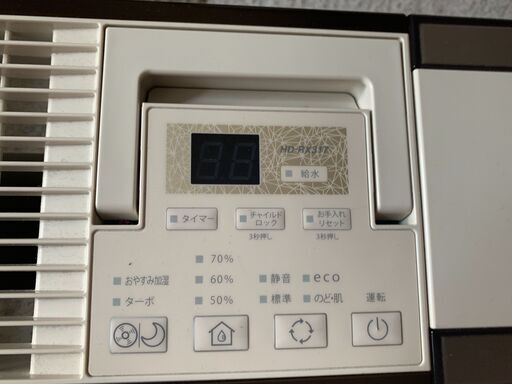 HD-RX317
給水
タイマー
チャイルド
ロック
お手入れ
リセット
3秒押し
3秒押し
70%
おやすみ加湿
60%
静音
eco
ターボ
50%
標準
のど・肌
運転